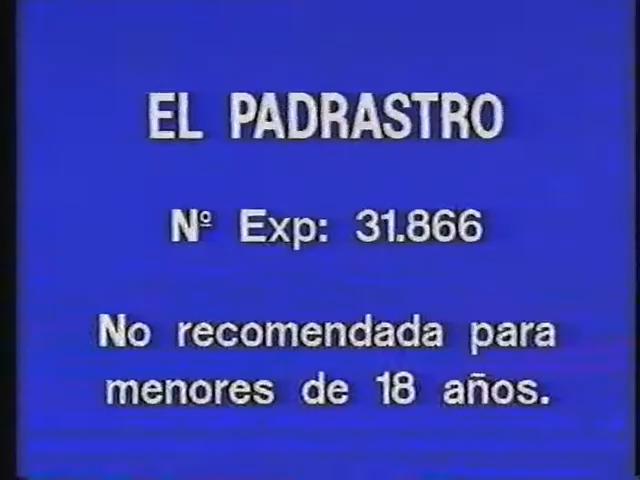 EL PADRASTRO
Nº Exp: 31.866
No recomendada para
menores de 18 años.